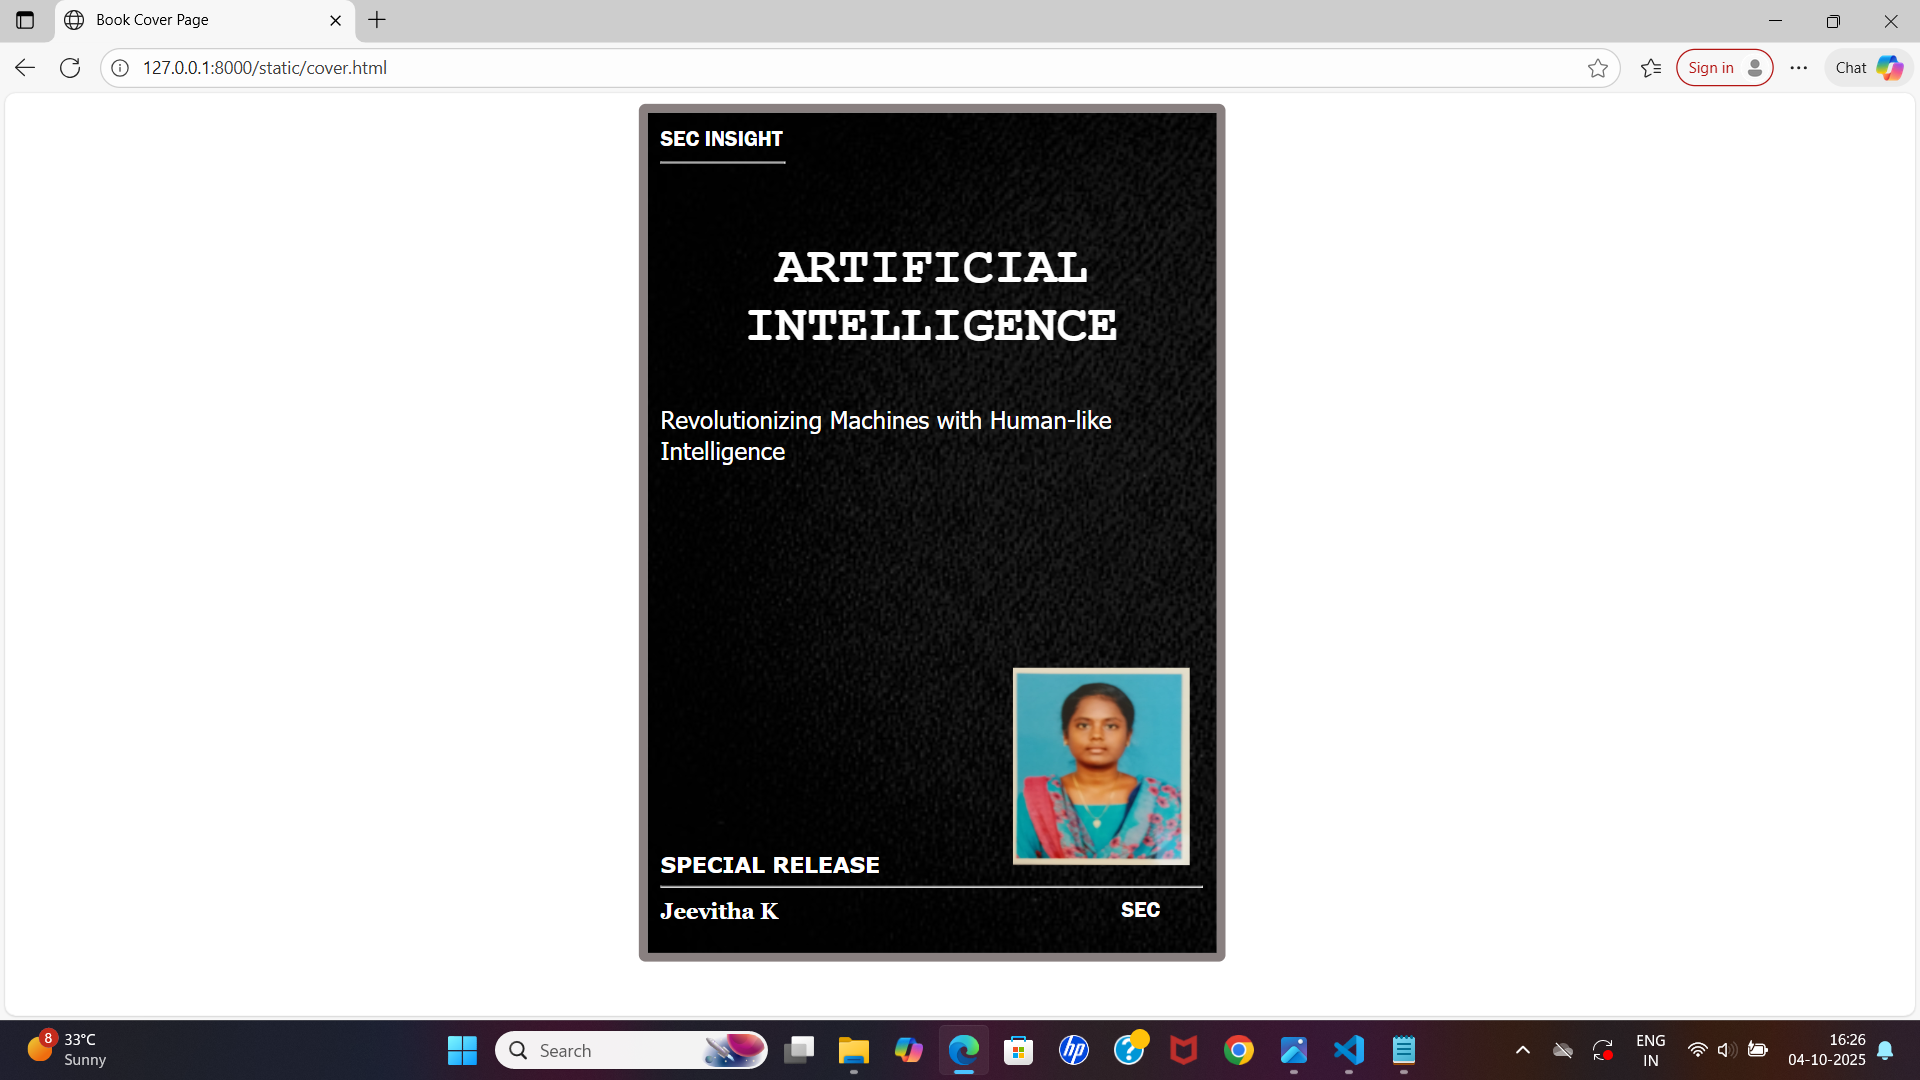 Book Cover Page
127.0.0.1:8000/static/cover.html
Sign in
Chat
SEC INSIGHT
ARTIFICIAL
INTELLIGENCE
Revolutionizing Machines with Human-like
Intelligence
SPECIAL RELEASE
Jeevitha K
SEC
8
33°C
Sunny
Search
hp
?
ENG
IN
16:26
04-10-2025